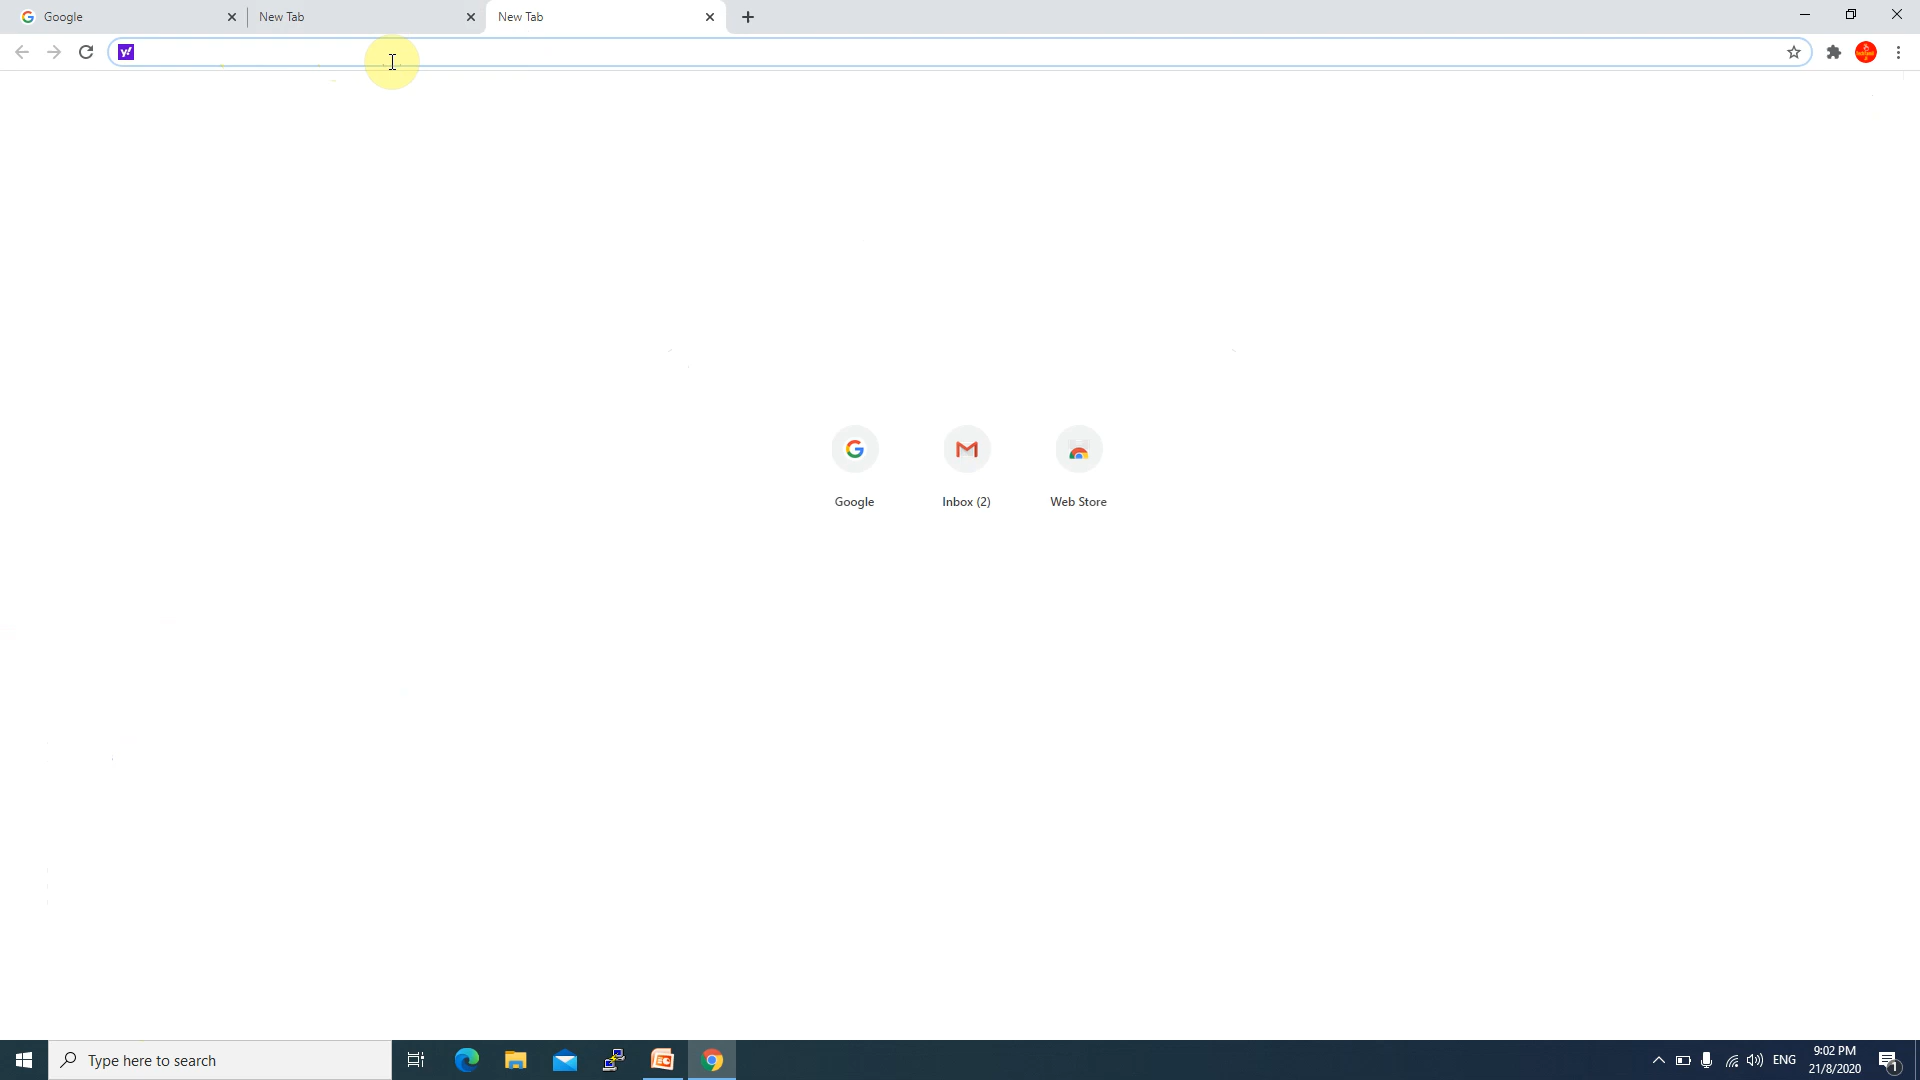 Google
New Tab
New Tab
y!
Google
Inbox (2)
Web Store
Type here to search
ENG
9:02 PM
21/8/2020
1